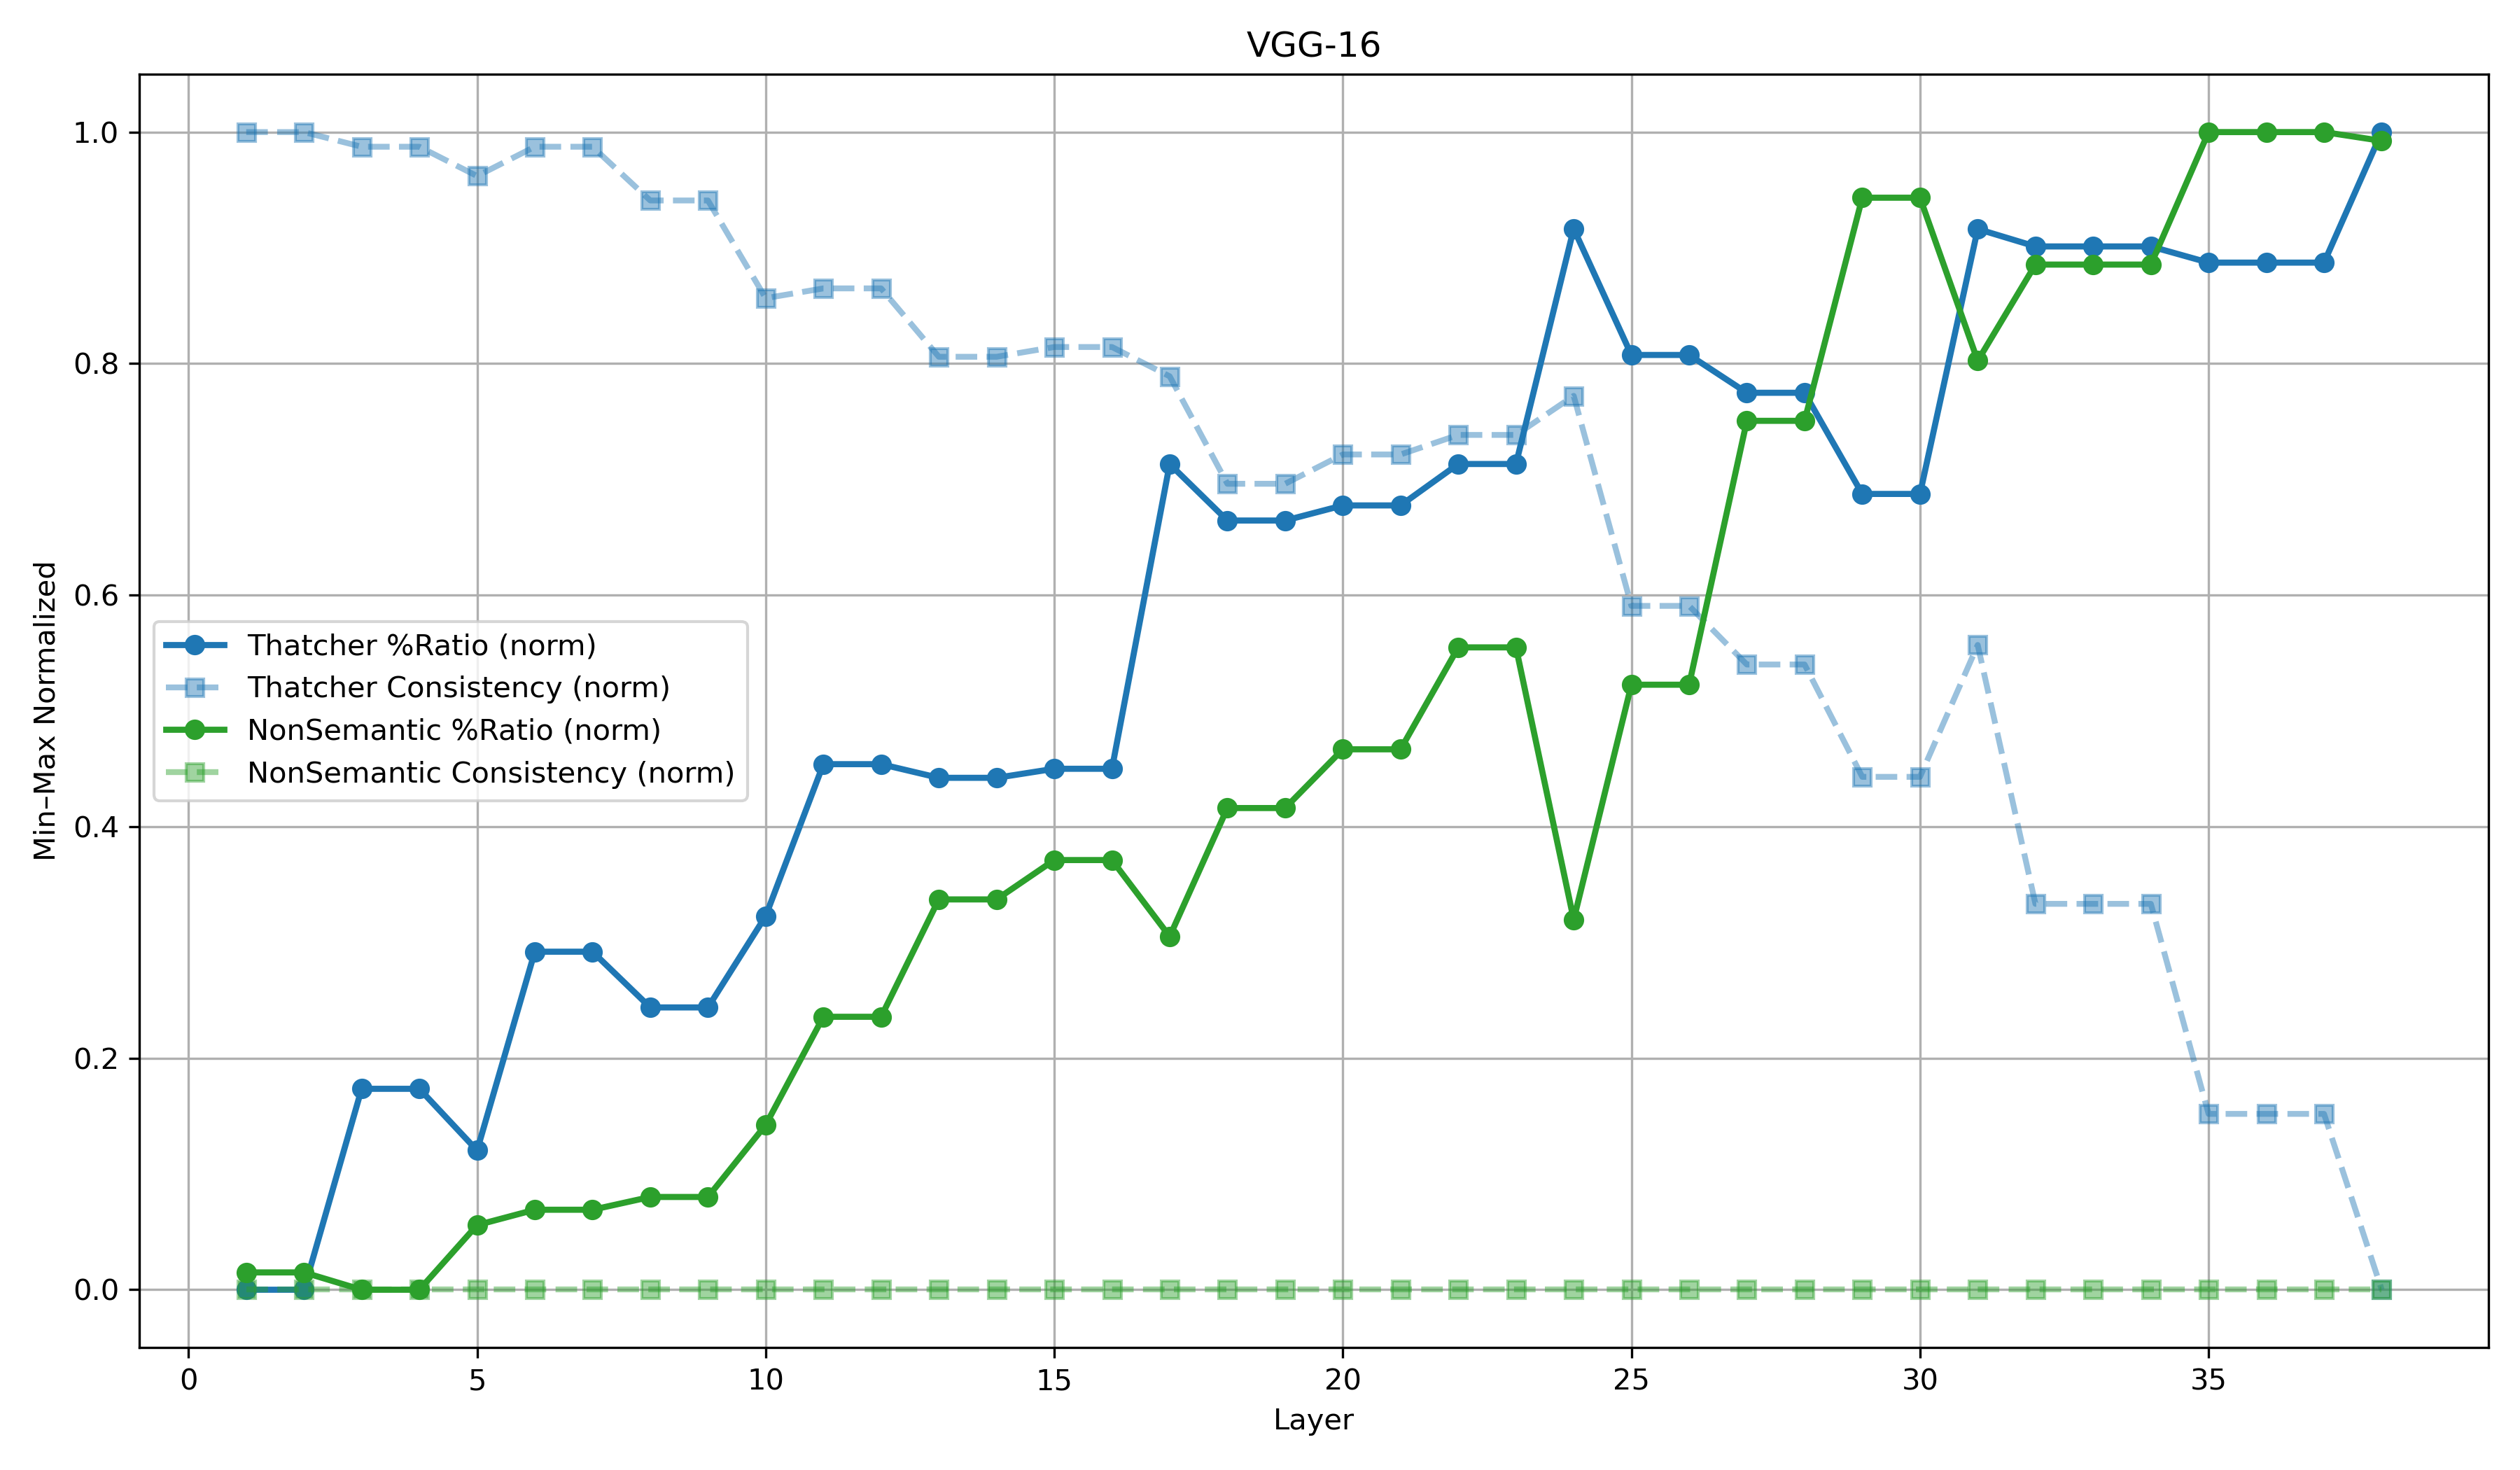 VGG-16
1.0
0.8
0.6
0.4
0.2
0.0
Min–Max Normalized
Thatcher %Ratio (norm)
Thatcher Consistency (norm)
NonSemantic %Ratio (norm)
NonSemantic Consistency (norm)
0 5 10 15 20 25 30 35
Layer